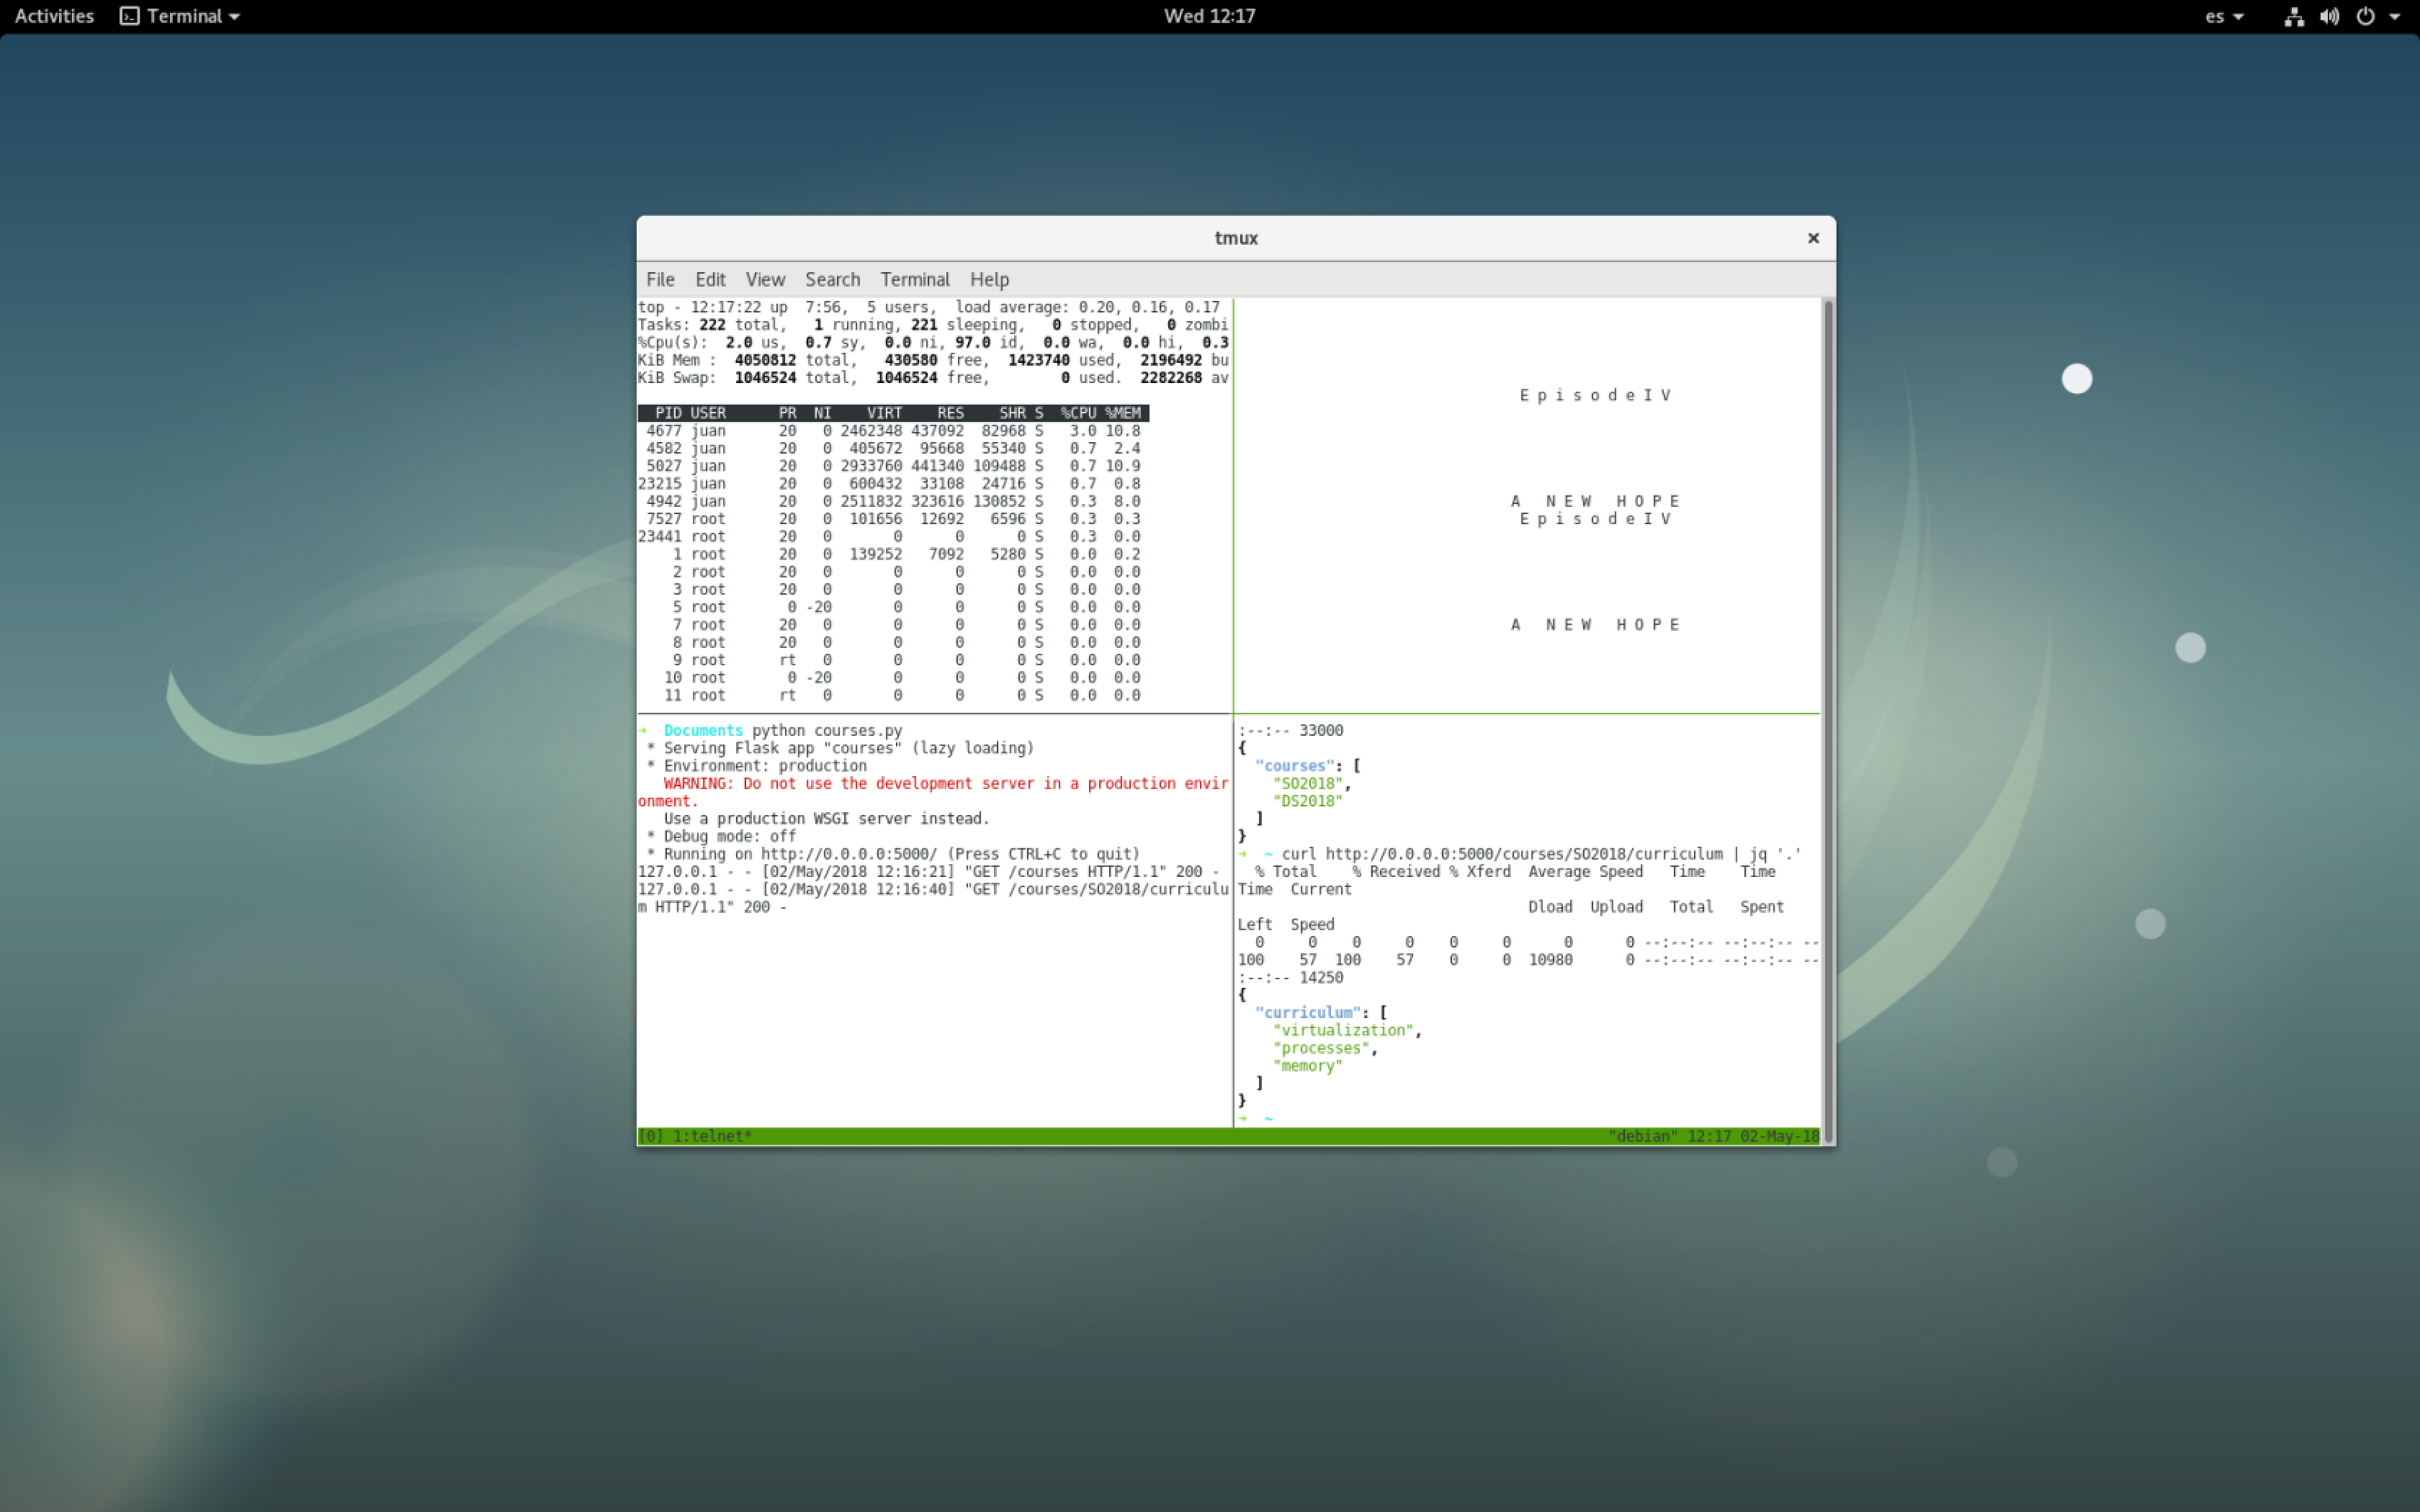 Activities Terminal Wed 12:17 es
tmux
File Edit View Search Terminal Help
top - 12:17:22 up  7:56,  5 users,  load average: 0.20, 0.16, 0.17
Tasks: 222 total,   1 running, 221 sleeping,   0 stopped,   0 zombi
%Cpu(s):  2.0 us,  0.7 sy,  0.0 ni, 97.0 id,  0.0 wa,  0.0 hi,  0.3
KiB Mem :  4050812 total,   430580 free,  1423740 used,  2196492 bu
KiB Swap:  1046524 total,  1046524 free,        0 used.  2282268 av
PID USER      PR  NI    VIRT    RES    SHR S  %CPU %MEM
4677 juan      20   0 2462348 437092  82968 S   3.0 10.8
4582 juan      20   0  405672  95668  55340 S   0.7  2.4
5027 juan      20   0 2933760 441340 109488 S   0.7 10.9
23215 juan      20   0  600432  33108  24716 S   0.7  0.8
4942 juan      20   0 2511832 323616 130852 S   0.3  8.0
7527 root      20   0  101656  12692   6596 S   0.3  0.3
23441 root      20   0       0      0      0 S   0.3  0.0
1 root      20   0  139252   7092   5280 S   0.0  0.2
2 root      20   0       0      0      0 S   0.0  0.0
3 root      20   0       0      0      0 S   0.0  0.0
5 root       0 -20       0      0      0 S   0.0  0.0
7 root      20   0       0      0      0 S   0.0  0.0
8 root      20   0       0      0      0 S   0.0  0.0
9 root      rt   0       0      0      0 S   0.0  0.0
10 root       0 -20       0      0      0 S   0.0  0.0
11 root      rt   0       0      0      0 S   0.0  0.0
E p i s o d e I V
A   N E W   H O P E
E p i s o d e I V
A   N E W   H O P E
➜  Documents python courses.py
* Serving Flask app "courses" (lazy loading)
* Environment: production
WARNING: Do not use the development server in a production envir
onment.
Use a production WSGI server instead.
* Debug mode: off
* Running on http://0.0.0.0:5000/ (Press CTRL+C to quit)
127.0.0.1 - - [02/May/2018 12:16:21] "GET /courses HTTP/1.1" 200 -
127.0.0.1 - - [02/May/2018 12:16:40] "GET /courses/SO2018/curriculu
m HTTP/1.1" 200 -
:--:-- 33000
{
"courses": [
"SO2018",
"DS2018"
]
}
➜  ~ curl http://0.0.0.0:5000/courses/SO2018/curriculum | jq '.'
% Total    % Received % Xferd  Average Speed   Time    Time
Time  Current
Dload  Upload   Total   Spent
Left  Speed
0     0    0     0    0     0      0      0 --:--:-- --:--:-- --
100    57  100    57    0     0  10980      0 --:--:-- --:--:-- --
:--:-- 14250
{
"curriculum": [
"virtualization",
"processes",
"memory"
]
}
➜  ~
[0] 1:telnet* "debian" 12:17 02-May-18